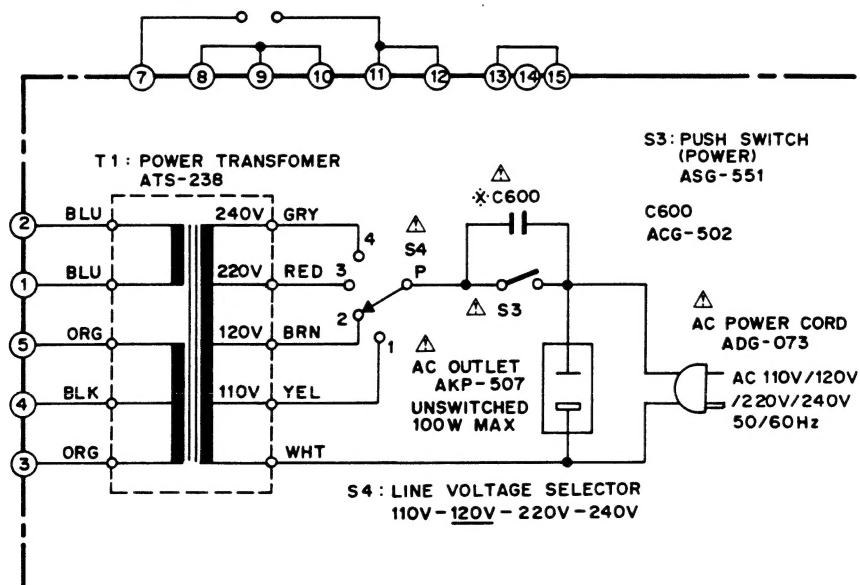 7 8 9 10 11 12 13 14 15
S3: PUSH SWITCH
(POWER)
ASG-551
C600
ACG-502
T1: POWER TRANSFOMER
ATS-238
※C600
2 BLU
240V GRY
4
S4
P
1 BLU
220V RED 3
S3
2
5 ORG
120V BRN
1
AC OUTLET
AKP-507
UNSWITCHED
100W MAX
AC POWER CORD
ADG-073
AC 110V/120V
/220V/240V
50/60Hz
4 BLK
110V YEL
3 ORG
WHT
S4: LINE VOLTAGE SELECTOR
110V-120V-220V-240V